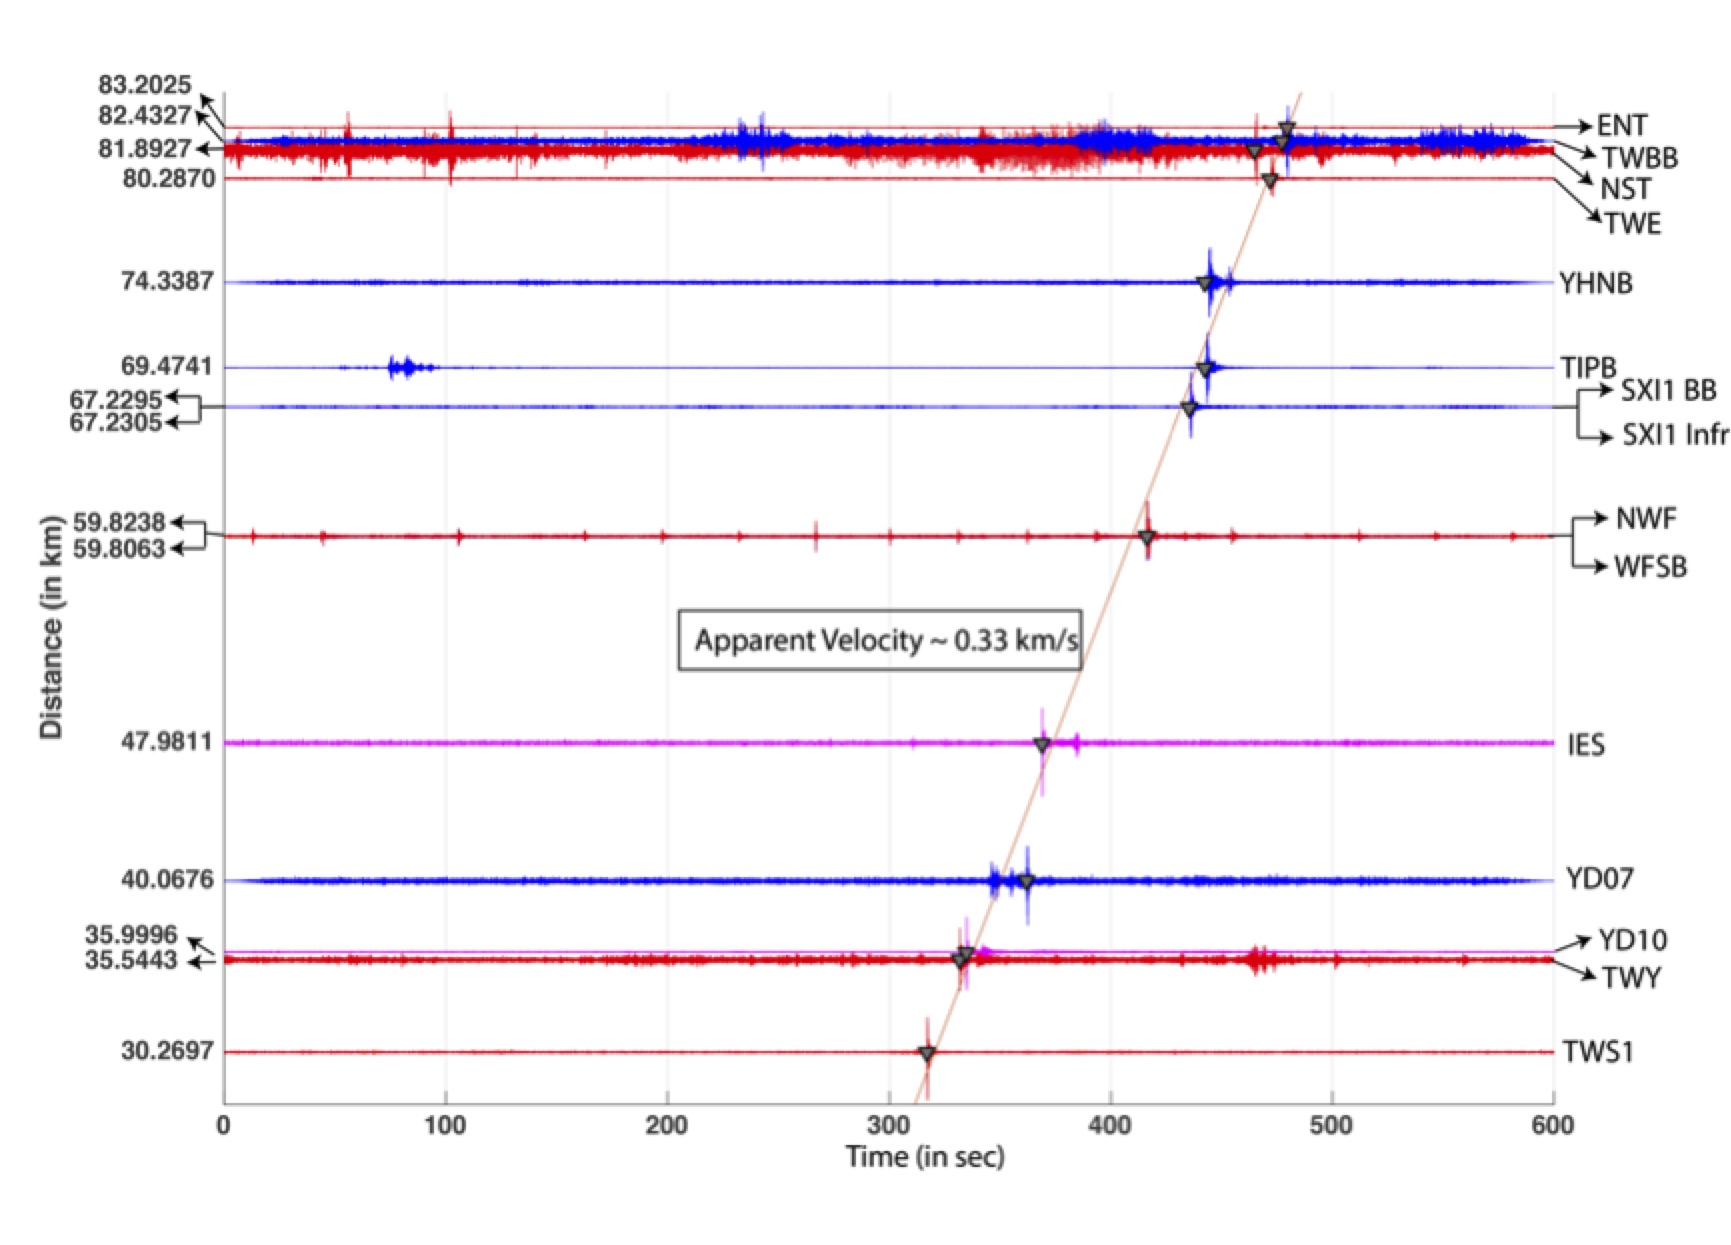 83.2025
82.4327
81.8927
80.2870
74.3387
69.4741
67.2295
67.2305
59.8238
59.8063
47.9811
40.0676
35.9996
35.5443
30.2697
Distance (in km)
ENT
TWBB
NST
TWE
YHNB
TIPB
SXI1 BB
SXI1 Infr
NWF
WFSB
Apparent Velocity ~ 0.33 km/s
IES
YD07
YD10
TWY
TWS1
0 100 200 300 400 500 600
Time (in sec)